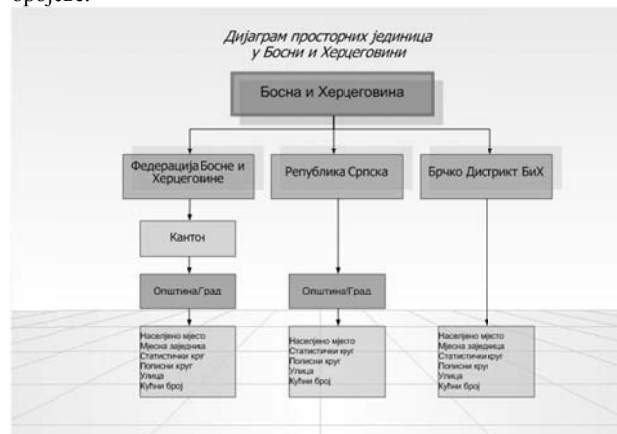 бројеве.
Дијаграм просторних јединица
у Босни и Херцеговини
Босна и Херцеговина
Федерација Босне и
Херцеговине
Република Српска
Брчко Дистрикт БиХ
Кантон
Општина/Град
Општина/Град
Насељено мјесто
Мјесна заједница
Статистички круг
Пописни круг
Улица
Кућни број
Насељено мјесто
Статистички круг
Пописни круг
Улица
Кућни број
Насељено мјесто
Мјесна заједница
Статистички круг
Пописни круг
Улица
Кућни број